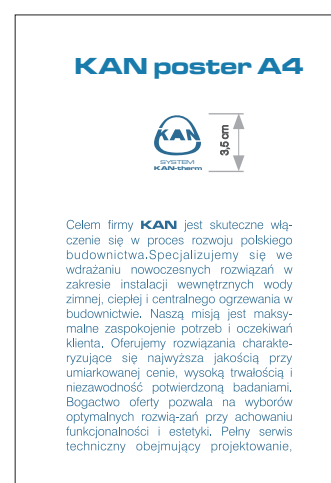 KAN poster A4
KAN
SYSTEM
KAN-therm
3,5 cm
Celem firmy KAN jest skuteczne włą-
czenie się w proces rozwoju polskiego
budownictwa.Specjalizujemy się we
wdrażaniu nowoczesnych rozwiązań w
zakresie instalacji wewnętrznych wody
zimnej, ciepłej i centralnego ogrzewania w
budownictwie. Naszą misją jest maksy-
malne zaspokojenie potrzeb i oczekiwań
klienta. Oferujemy rozwiązania charakte-
ryzujące się najwyższa jakością przy
umiarkowanej cenie, wysoką trwałością i
niezawodność potwierdzoną badaniami.
Bogactwo oferty pozwala na wyborów
optymalnych rozwią-zań przy achowaniu
funkcjonalności i estetyki. Pełny serwis
techniczny obejmujący projektowanie,